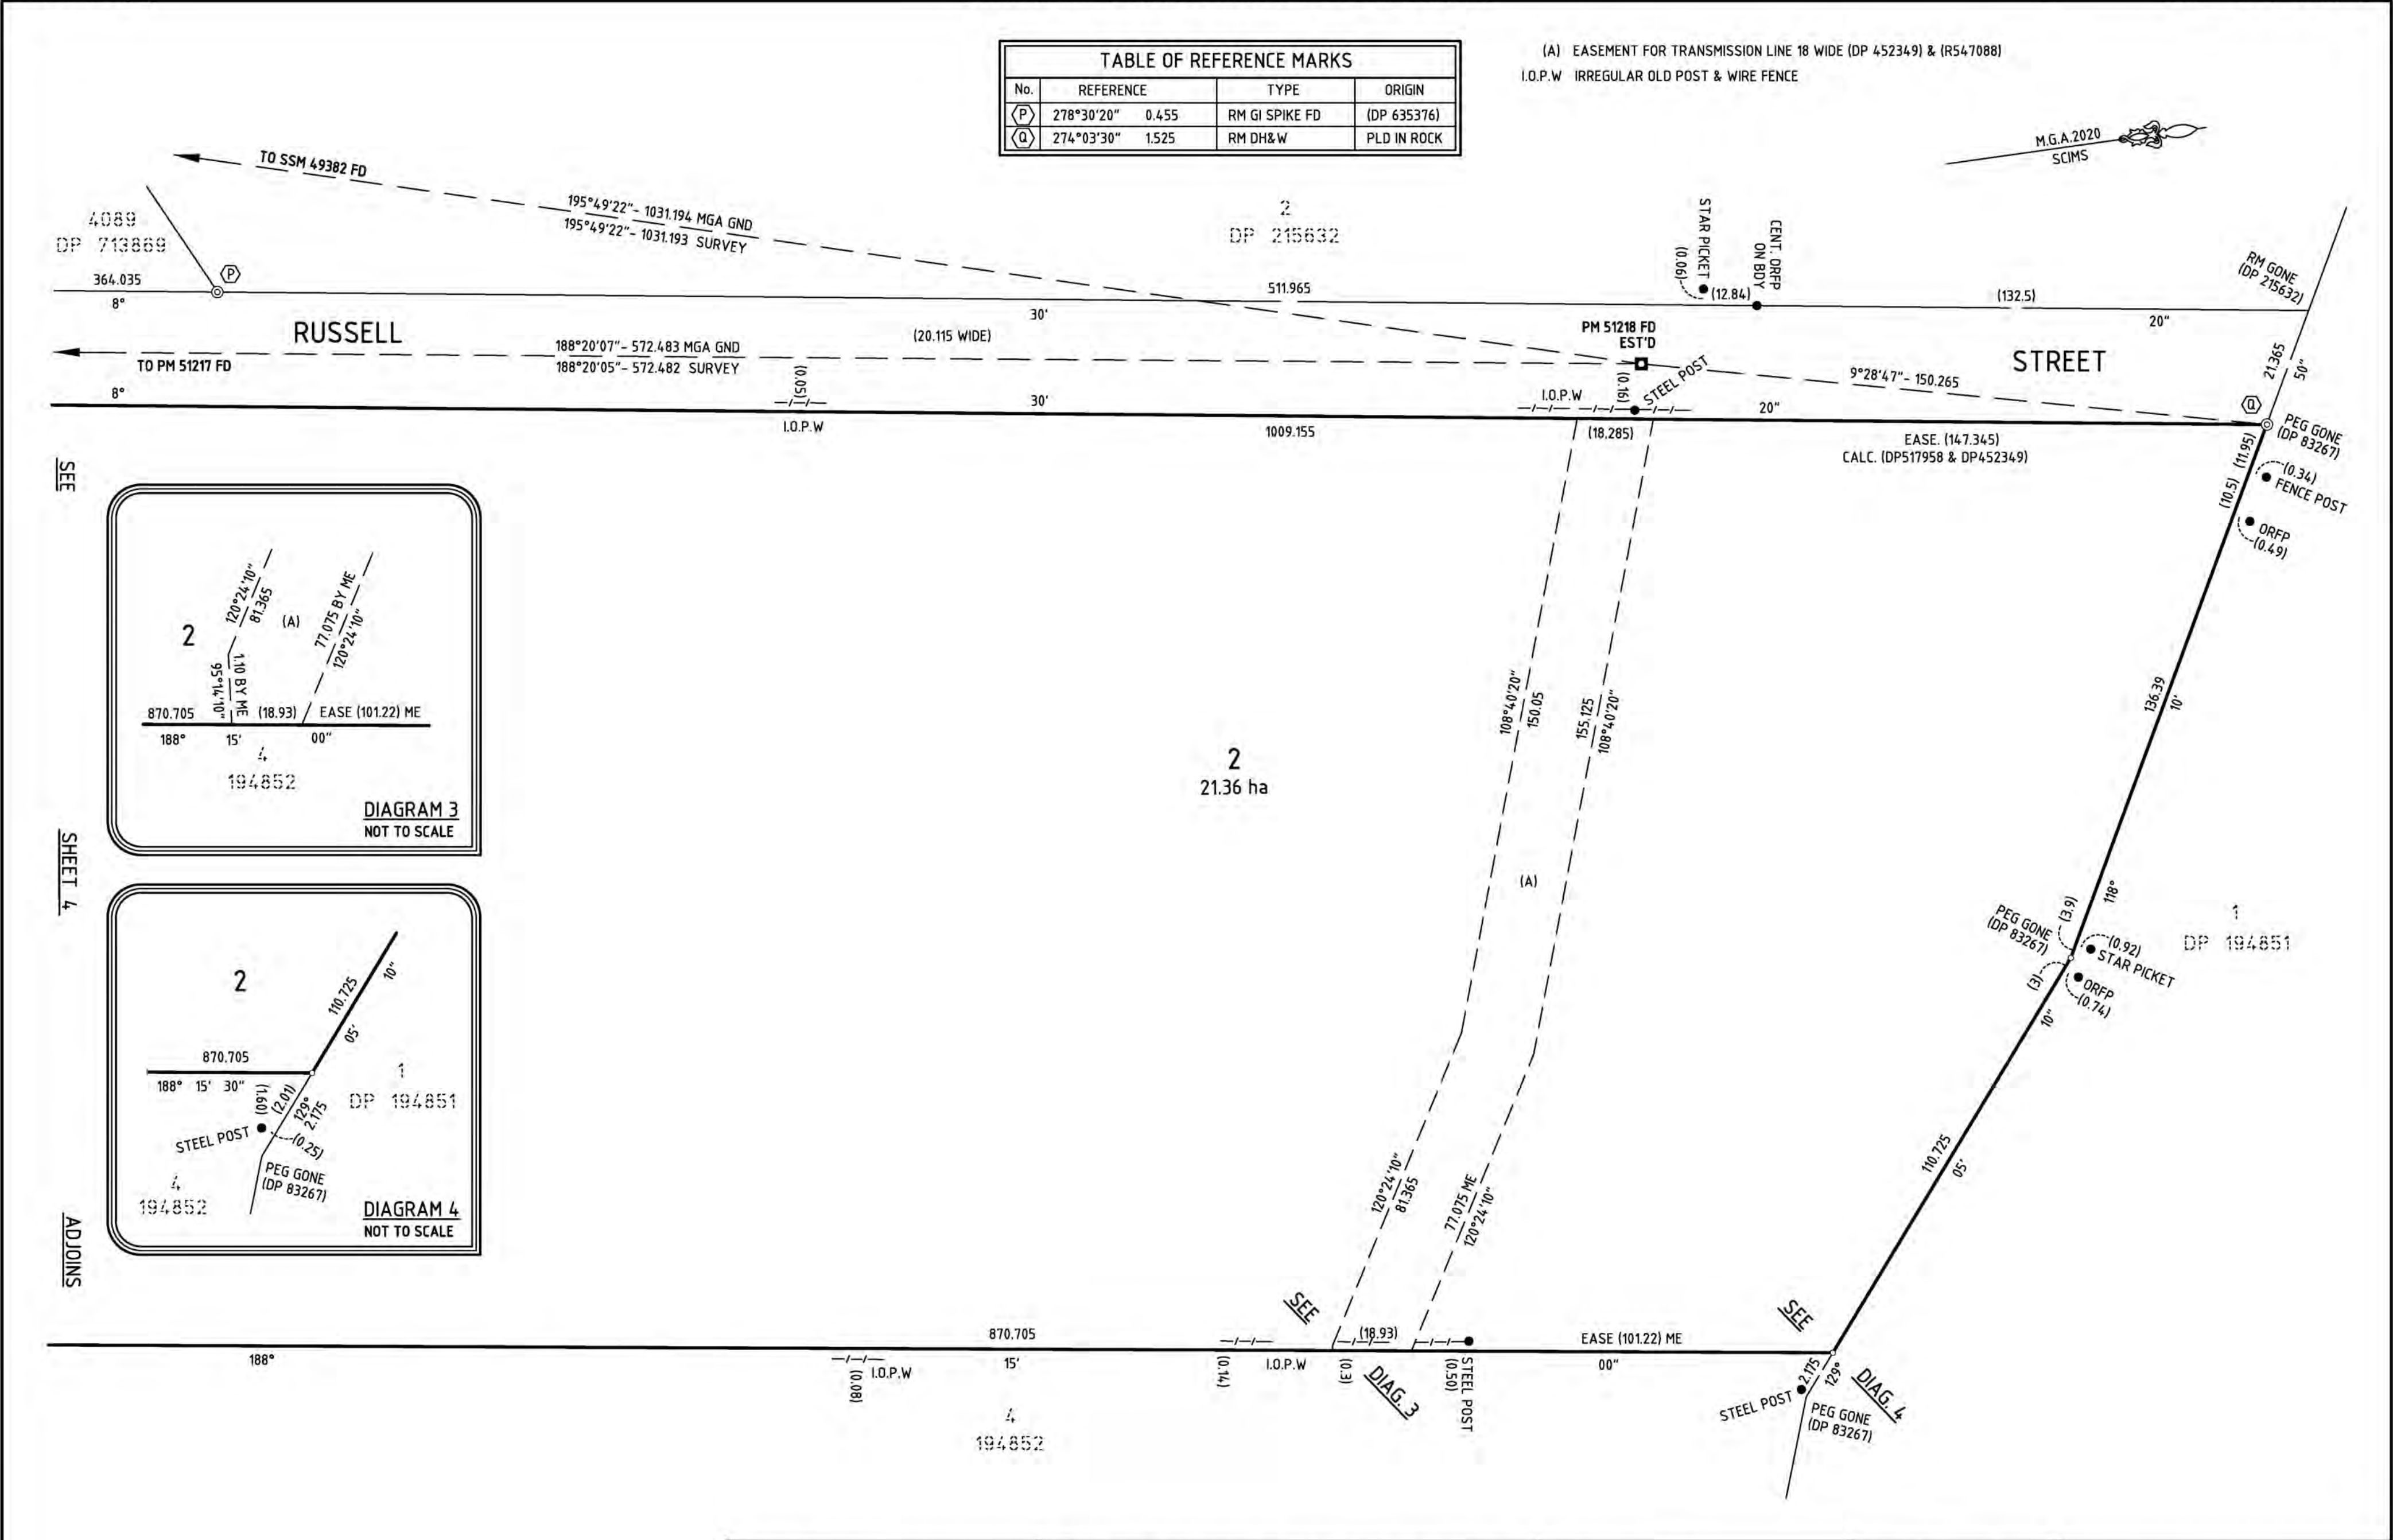 TABLE OF REFERENCE MARKS
No. REFERENCE TYPE ORIGIN
P 278°30'20" 0.455 RM GI SPIKE FD (DP 635376)
Q 274°03'30" 1.525 RM DH&W PLD IN ROCK
(A) EASEMENT FOR TRANSMISSION LINE 18 WIDE (DP 452349) & (R547088)
I.O.P.W IRREGULAR OLD POST & WIRE FENCE
M.G.A.2020
SCIMS
TO SSM 49382 FD
195°49'22"- 1031.194 MGA GND
195°49'22"- 1031.193 SURVEY
2
DP 215632
4089
DP 713869
364.035
8°
P
511.965
30'
STAR PICKET
(0.06)
(12.84)
CENT. ORFP
ON BDY
(132.5)
20"
RM GONE
(DP 215632)
RUSSELL
(20.115 WIDE)
STREET
TO PM 51217 FD
188°20'07"- 572.483 MGA GND
188°20'05"- 572.482 SURVEY
PM 51218 FD
EST'D
9°28'47"- 150.265
21.365
50"
8°
(0.05)
I.O.P.W
30'
1009.155
I.O.P.W
(0.16)
STEEL POST
20"
(18.285)
EASE. (147.345)
CALC. (DP517958 & DP452349)
Q
PEG GONE
(DP 83267)
(11.95)
(0.34)
FENCE POST
(10.5)
ORFP
(0.49)
136.39
10'
118°
(3.9)
PEG GONE
(DP 83267)
(0.92)
STAR PICKET
(3)
ORFP
(0.74)
10"
1
DP 194851
110.725
05'
108°40'20"
150.05
155.125
108°40'20"
(A)
2
21.36 ha
120°24'10"
81.365
77.075 ME
120°24'10"
SEE
SHEET 4
ADJOINS
2
120°24'10"
81.365
(A)
77.075 BY ME
120°24'10"
1.10 BY ME
95°14'10"
870.705
(18.93)
EASE (101.22) ME
188° 15' 00"
4
194852
DIAGRAM 3
NOT TO SCALE
2
110.725
10"
05'
870.705
188° 15' 30"
(1.60)
(2.01)
129°
2.175
1
DP 194851
STEEL POST
(0.25)
PEG GONE
(DP 83267)
4
194852
DIAGRAM 4
NOT TO SCALE
188°
870.705
15'
I.O.P.W
(0.08)
(0.14)
I.O.P.W
SEE
DIAG. 3
(18.93)
(0.3)
(0.50)
STEEL POST
EASE (101.22) ME
00"
SEE
DIAG. 4
2.175
129°
STEEL POST
PEG GONE
(DP 83267)
4
194852